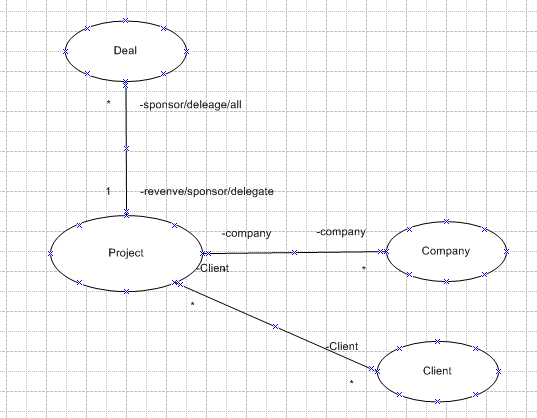 Deal
* -sponsor/deleage/all
1 -revenve/sponsor/delegate
-company -company
Project Company
-Client* *
*
-Client
Client
*